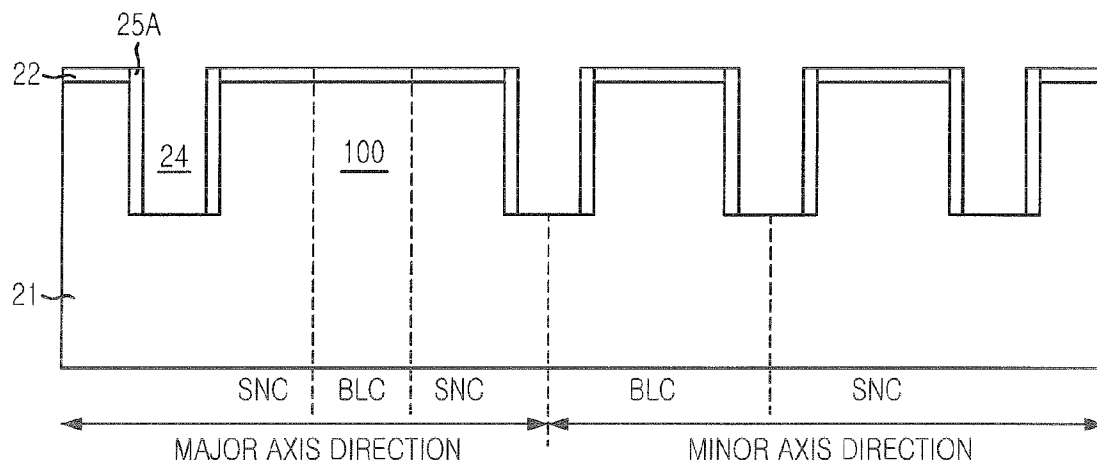 25A
22
24
100
21
SNC BLC SNC BLC SNC
MAJOR AXIS DIRECTION MINOR AXIS DIRECTION